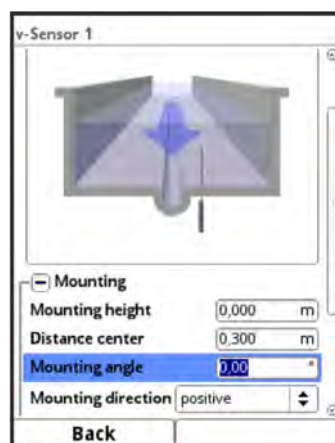 v-Sensor 1
Mounting
Mounting height 0,000 m
Distance center 0,300 m
Mounting angle 0,00 °
Mounting direction positive
Back